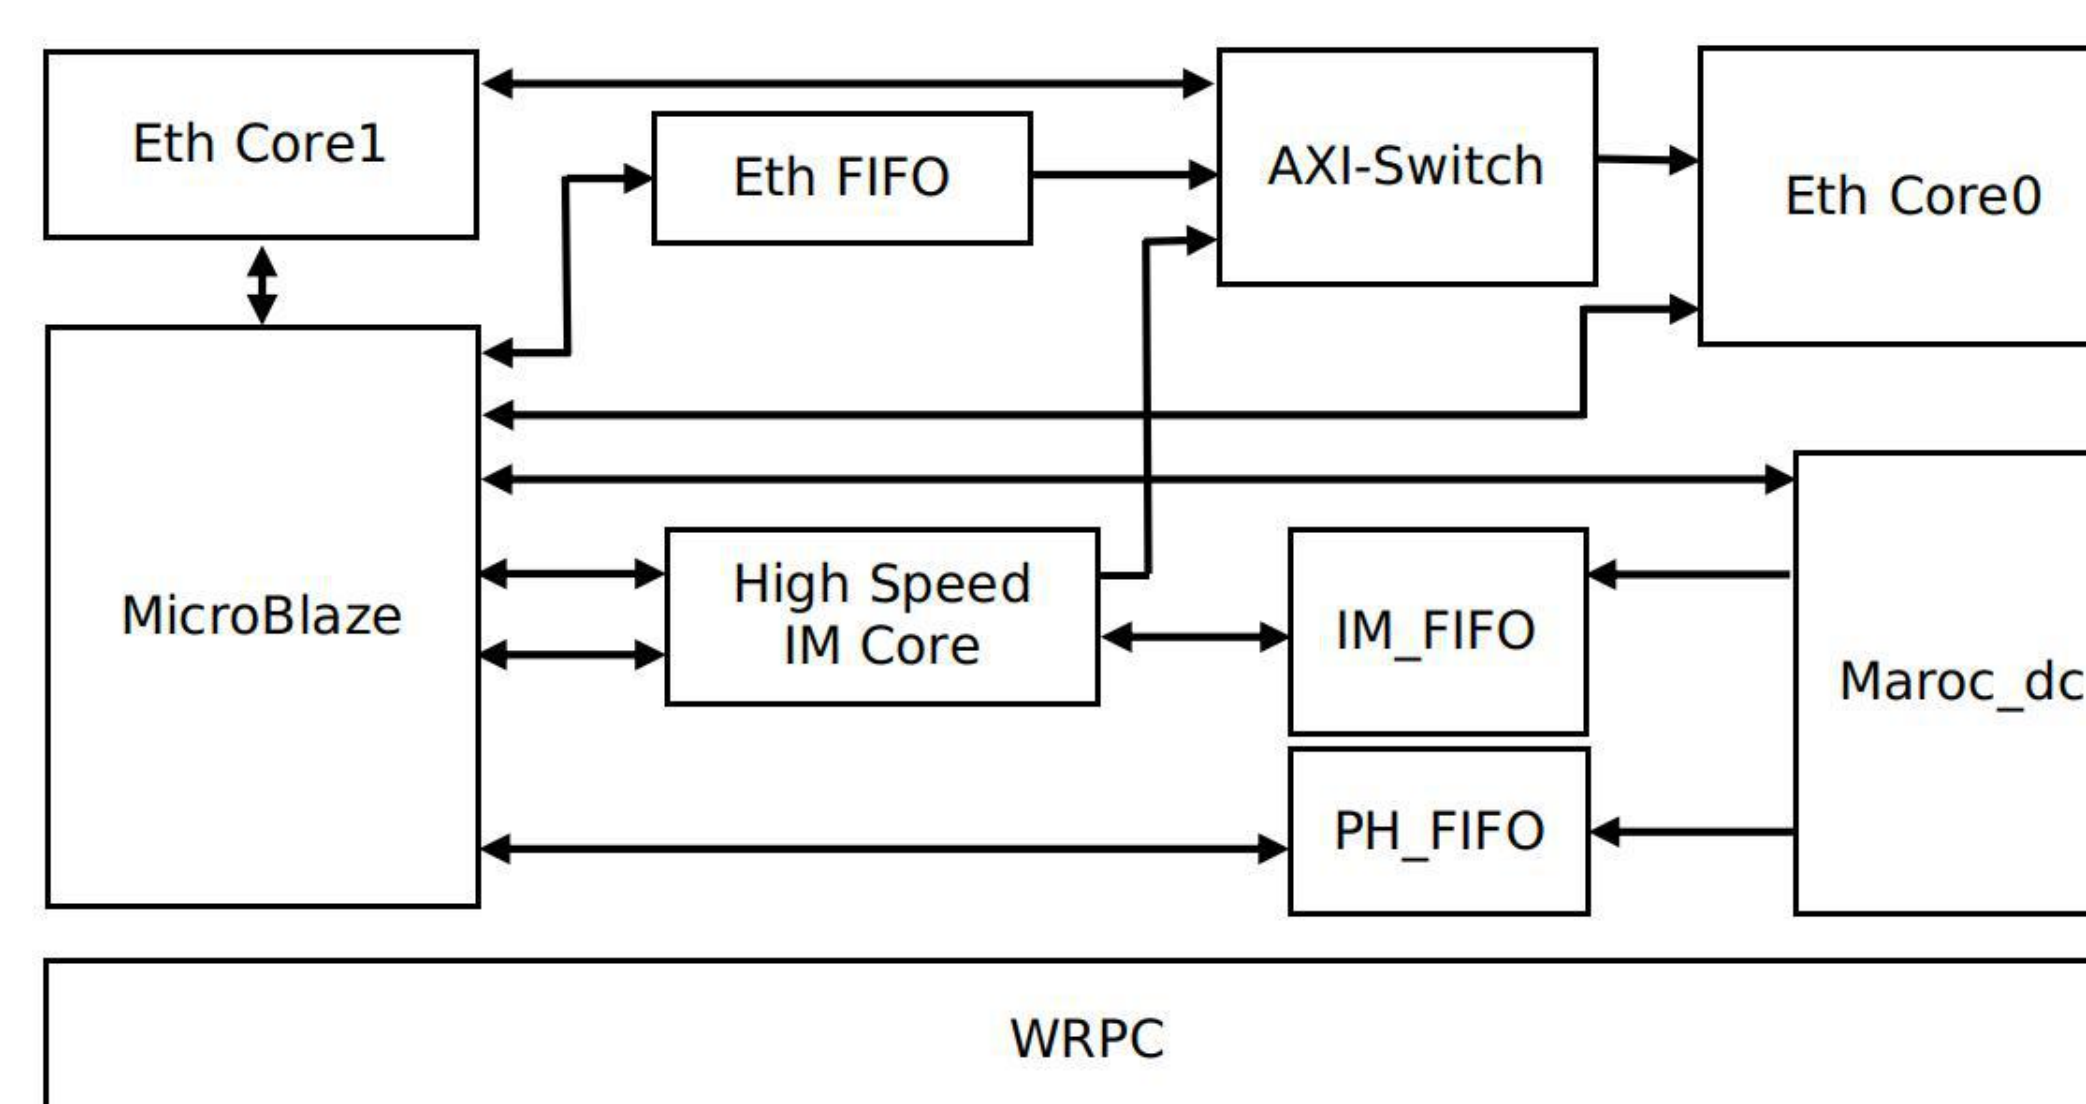 Eth Core1
Eth FIFO
AXI-Switch
Eth Core0
MicroBlaze
High Speed
IM Core
IM_FIFO
Maroc_dc
PH_FIFO
WRPC